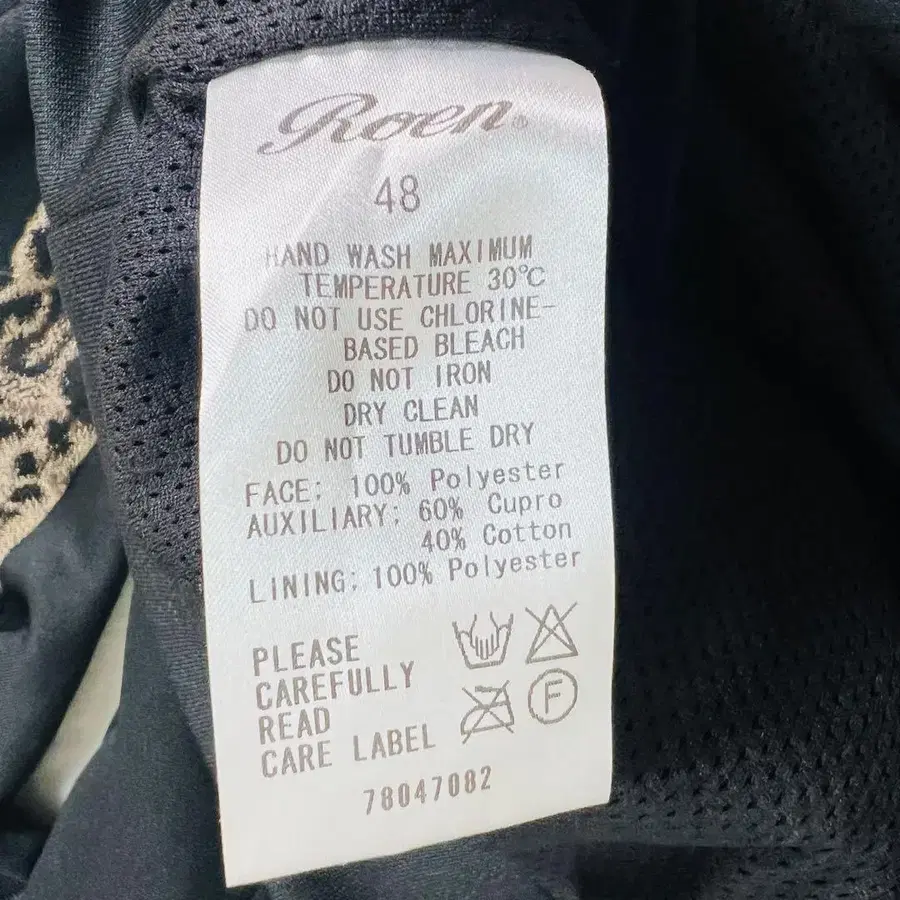 Roen®
48
HAND WASH MAXIMUM
TEMPERATURE 30℃
DO NOT USE CHLORINE-
BASED BLEACH
DO NOT IRON
DRY CLEAN
DO NOT TUMBLE DRY
FACE: 100% Polyester
AUXILIARY: 60% Cupro
40% Cotton
LINING: 100% Polyester
PLEASE
CAREFULLY
READ
CARE LABEL
F
78047082